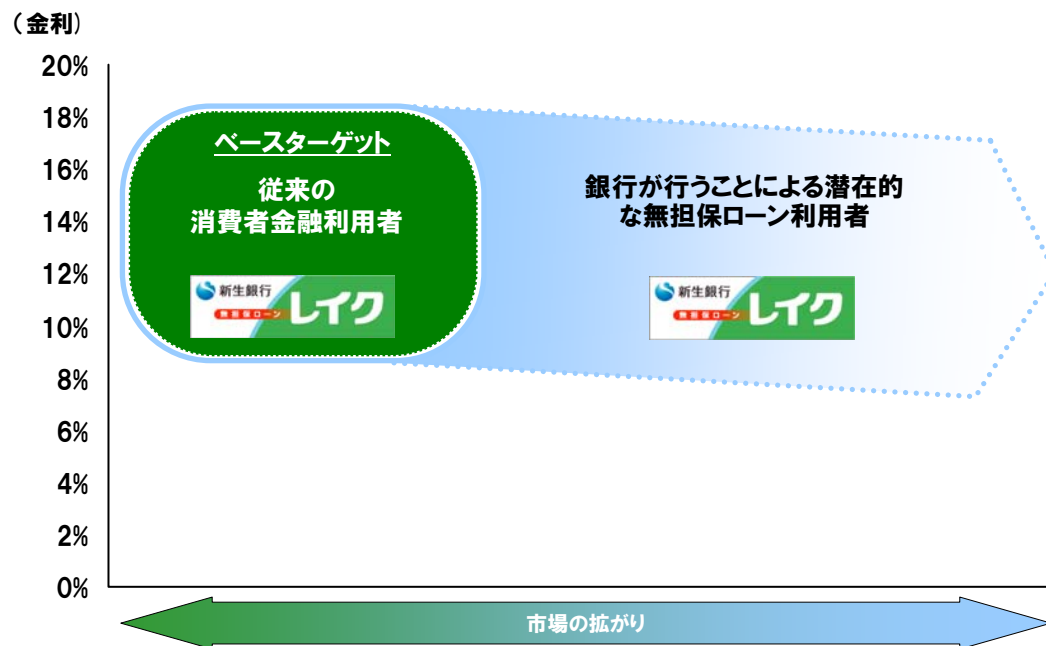 （金利）
20%
18%
16%
14%
12%
10%
8%
6%
4%
2%
0%
ベースターゲット
従来の
消費者金融利用者
新生銀行
無担保ローン
レイク
銀行が行うことによる潜在的
な無担保ローン利用者
新生銀行
無担保ローン
レイク
市場の拡がり